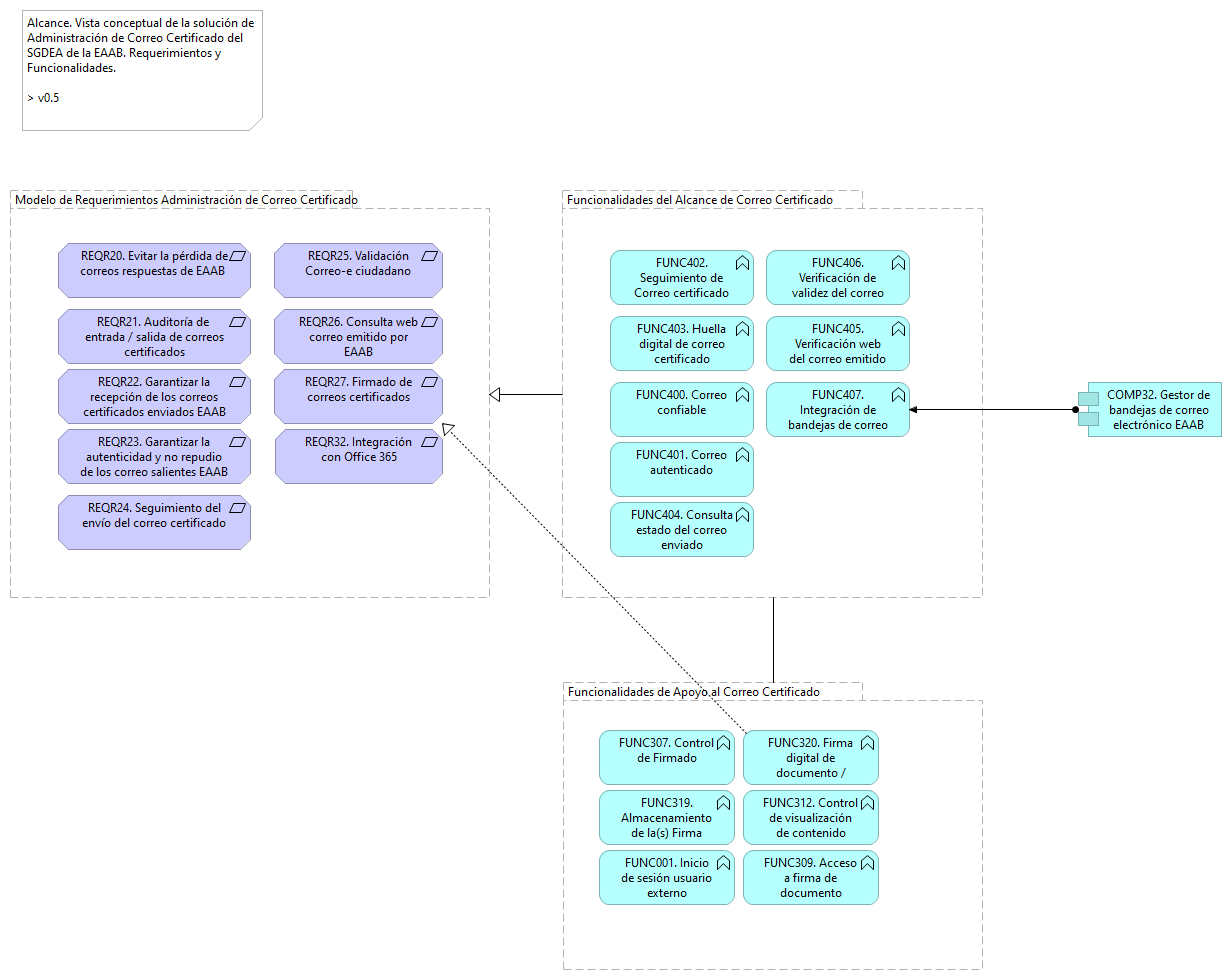 Alcance. Vista conceptual de la solución de
Administración de Correo Certificado del
SGDEA de la EAAB. Requerimientos y
Funcionalidades.
> v0.5
Modelo de Requerimientos Administración de Correo Certificado
REQR20. Evitar la pérdida de
correos respuestas de EAAB
REQR25. Validación
Correo-e ciudadano
REQR21. Auditoría de
entrada / salida de correos
certificados
REQR26. Consulta web
correo emitido por
EAAB
REQR22. Garantizar la
recepción de los correos
certificados enviados EAAB
REQR27. Firmado de
correos certificados
REQR23. Garantizar la
autenticidad y no repudio
de los correo salientes EAAB
REQR32. Integración
con Office 365
REQR24. Seguimiento del
envío del correo certificado
Funcionalidades del Alcance de Correo Certificado
FUNC402.
Seguimiento de
Correo certificado
FUNC406.
Verificación de
validez del correo
FUNC403. Huella
digital de correo
certificado
FUNC405.
Verificación web
del correo emitido
FUNC400. Correo
confiable
FUNC407.
Integración de
bandejas de correo
FUNC401. Correo
autenticado
FUNC404. Consulta
estado del correo
enviado
COMP32. Gestor de
bandejas de correo
electrónico EAAB
Funcionalidades de Apoyo al Correo Certificado
FUNC307. Control
de Firmado
FUNC320. Firma
digital de
documento /
FUNC319.
Almacenamiento
de la(s) Firma
FUNC312. Control
de visualización
de contenido
FUNC001. Inicio
de sesión usuario
externo
FUNC309. Acceso
a firma de
documento